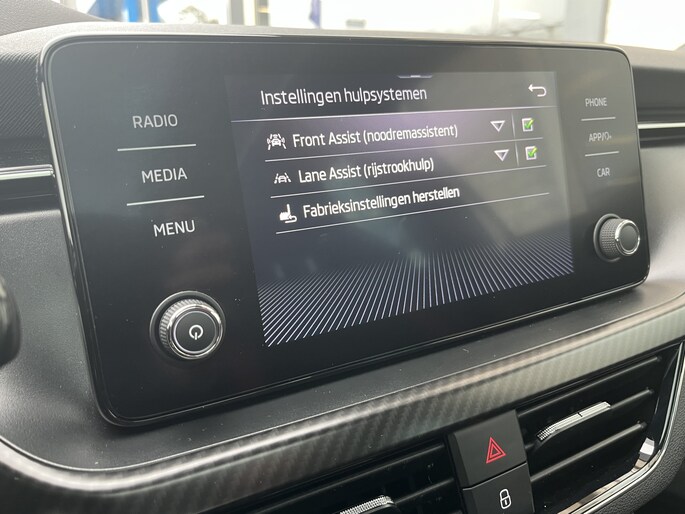 RADIO
MEDIA
MENU
Instellingen hulpsystemen
Front Assist (noodremassistent)
Lane Assist (rijstrookhulp)
Fabrieksinstellingen herstellen
PHONE
APP/
CAR